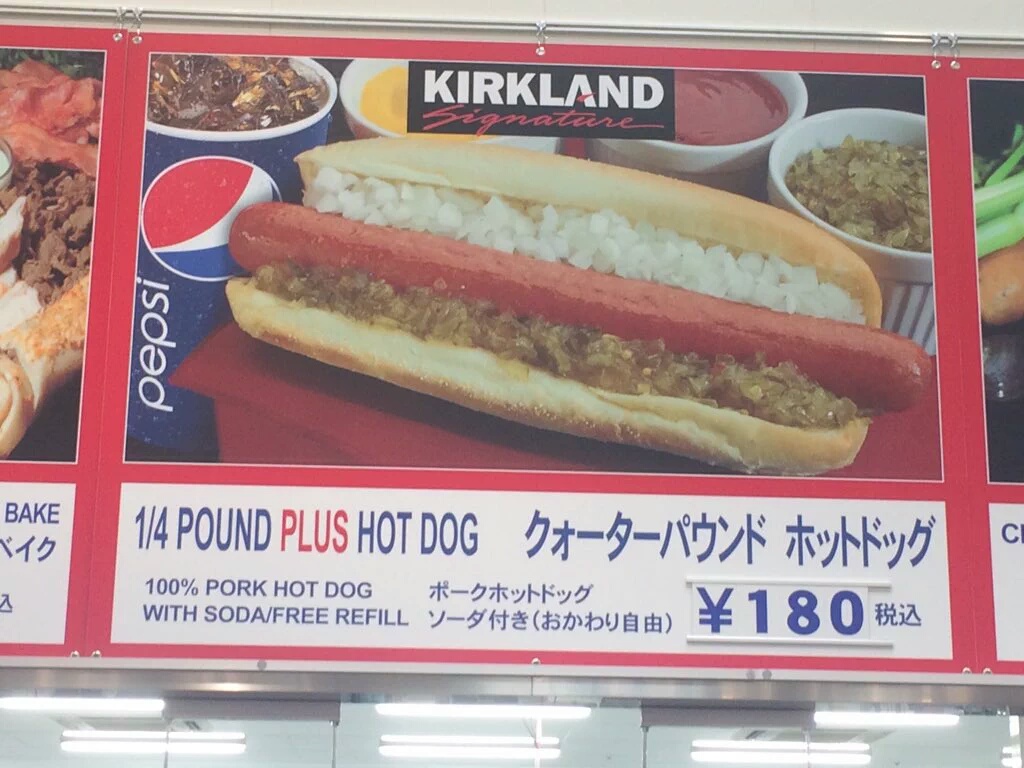 KIRKLAND
Signature
pepsi
BAKE
ベイク
込
1/4 POUND PLUS HOT DOG クォーターパウンド ホットドッグ
100% PORK HOT DOG ポークホットドッグ
WITH SODA/FREE REFILL ソーダ付き(おかわり自由)
¥180 税込